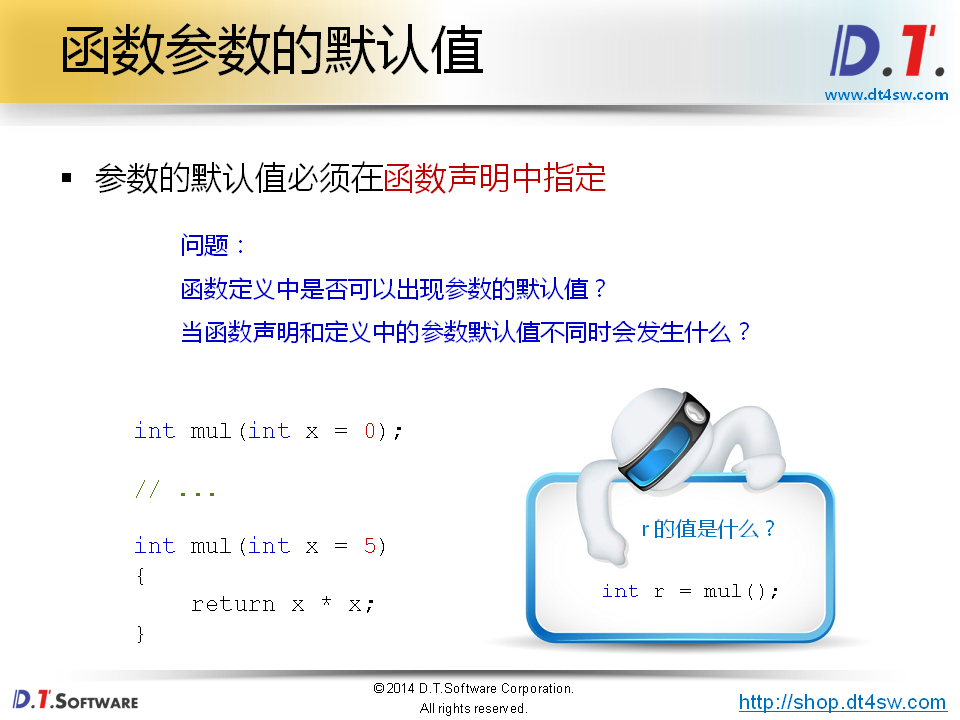 函数参数的默认值
D.T.
www.dt4sw.com
▪ 参数的默认值必须在函数声明中指定
问题：
函数定义中是否可以出现参数的默认值？
当函数声明和定义中的参数默认值不同时会发生什么？
int mul(int x = 0);
// ...
int mul(int x = 5)
{
    return x * x;
}
r 的值是什么？
int r = mul();
D.T.SOFTWARE
©2014 D.T.Software Corporation.
All rights reserved.
http://shop.dt4sw.com